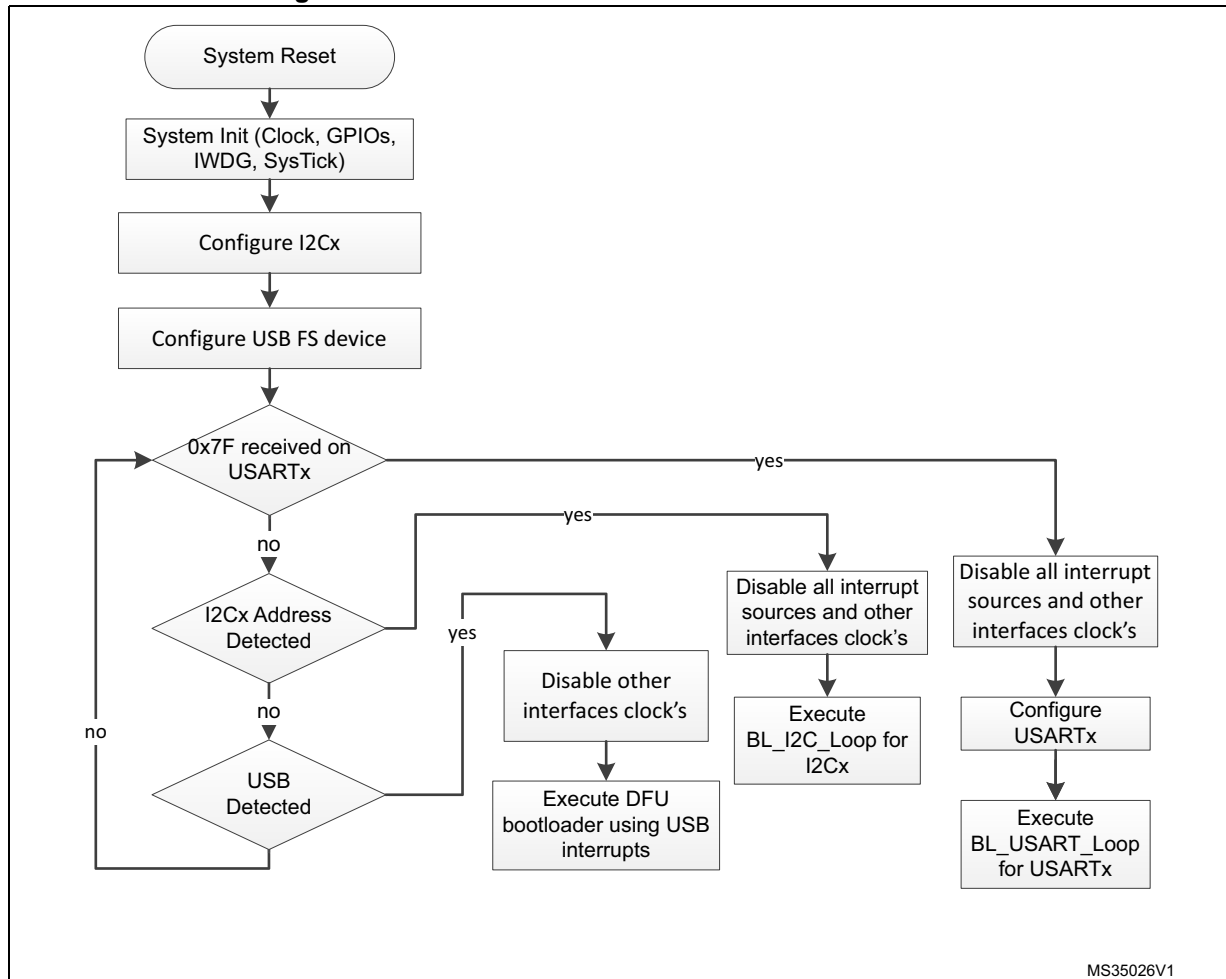 System Reset
System Init (Clock, GPIOs,
IWDG, SysTick)
Configure I2Cx
Configure USB FS device
0x7F received on
USARTx
yes
no
yes
I2Cx Address
Detected
yes
Disable all interrupt
sources and other
interfaces clock's
Disable all interrupt
sources and other
interfaces clock's
no
no
Disable other
interfaces clock's
Execute
BL_I2C_Loop for
I2Cx
Configure
USARTx
USB
Detected
Execute DFU
bootloader using USB
interrupts
Execute
BL_USART_Loop
for USARTx
MS35026V1